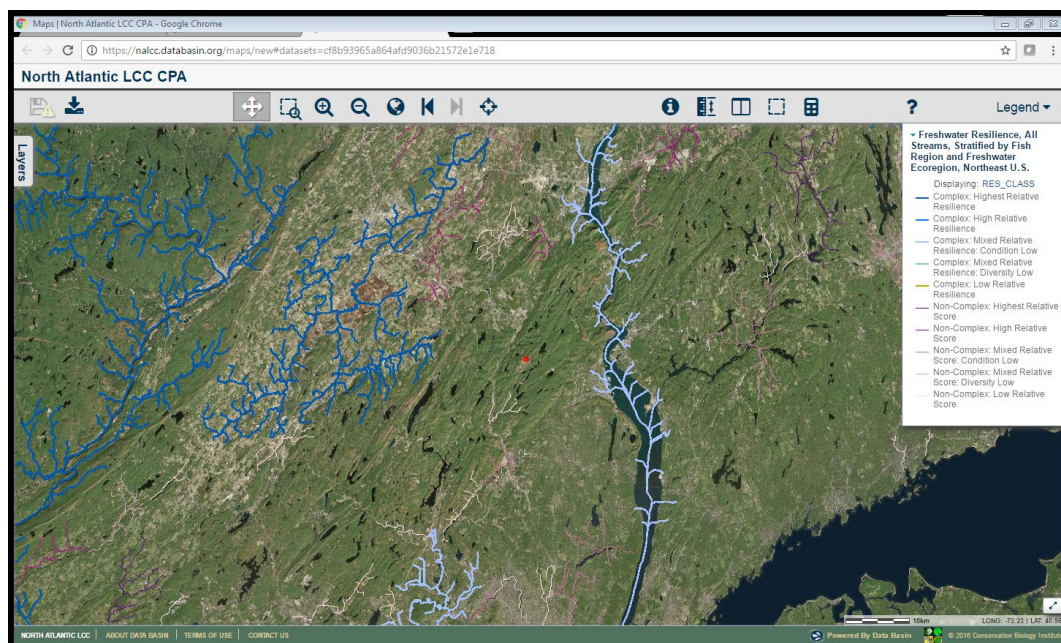 Maps | North Atlantic LCC CPA - Google Chrome
https://nalcc.databasin.org/maps/new#datasets=cf8b93965a864afd9036b21572e1e718
North Atlantic LCC CPA
?
Legend
Layers
Freshwater Resilience, All
Streams, Stratified by Fish
Region and Freshwater
Ecoregion, Northeast U.S.
Displaying: RES_CLASS
Complex: Highest Relative
Resilience
Complex: High Relative
Resilience
Complex: Mixed Relative
Resilience: Condition Low
Complex: Mixed Relative
Resilience: Diversity Low
Complex: Low Relative
Resilience
Non-Complex: Highest Relative
Score
Non-Complex: High Relative
Score
Non-Complex: Mixed Relative
Score: Condition Low
Non-Complex: Mixed Relative
Score: Diversity Low
Non-Complex: Low Relative
Score
10km
LONG: -73.23 | LAT:
NORTH ATLANTIC LCC | ABOUT DATA BASIN | TERMS OF USE | CONTACT US
Powered By Data Basin
© 2016 Conservation Biology Institute